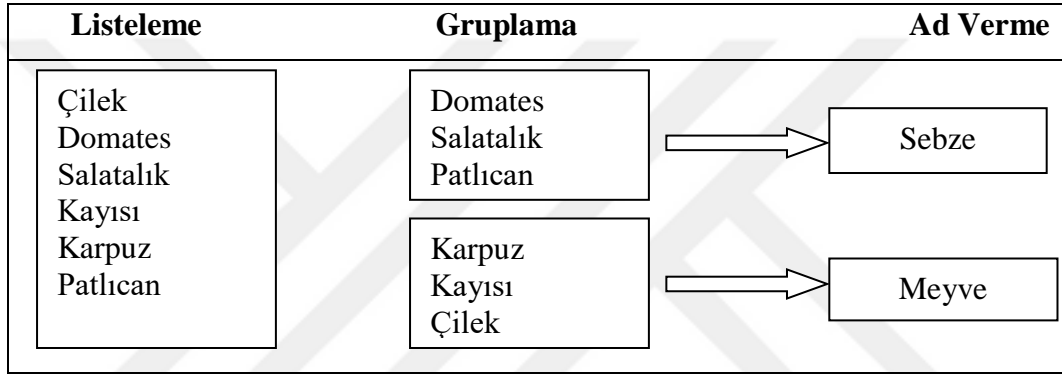 Listeleme Gruplama Ad Verme
Çilek
Domates
Salatalık
Kayısı
Karpuz
Patlıcan
Domates
Salatalık
Patlıcan
Sebze
Karpuz
Kayısı
Çilek
Meyve